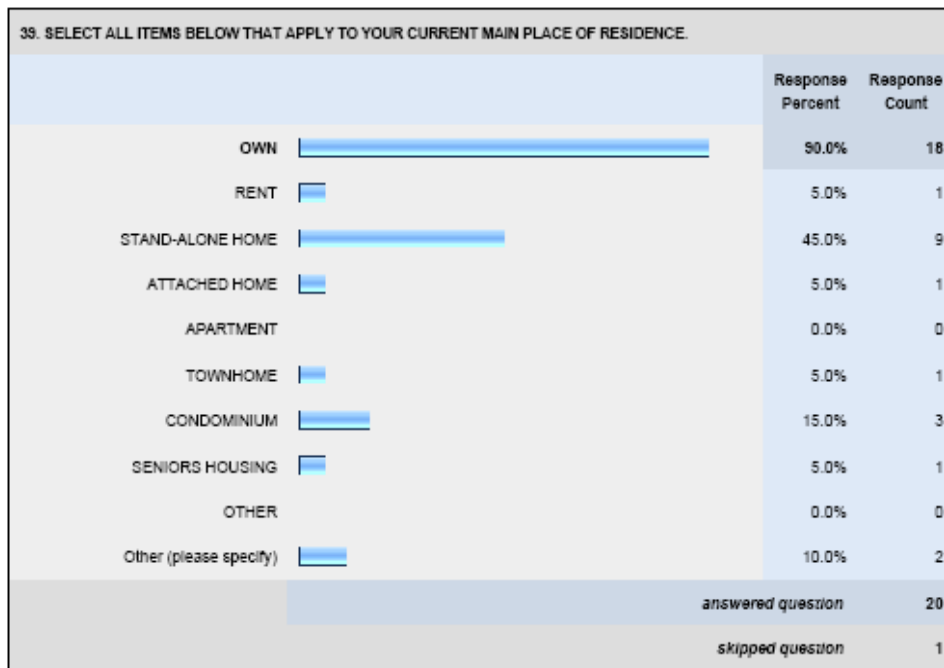 39. SELECT ALL ITEMS BELOW THAT APPLY TO YOUR CURRENT MAIN PLACE OF RESIDENCE.
Response Percent Response Count
OWN 90.0% 18
RENT 5.0% 1
STAND-ALONE HOME 45.0% 9
ATTACHED HOME 5.0% 1
APARTMENT 0.0% 0
TOWNHOME 5.0% 1
CONDOMINIUM 15.0% 3
SENIORS HOUSING 5.0% 1
OTHER 0.0% 0
Other (please specify) 10.0% 2
answered question 20
skipped question 1